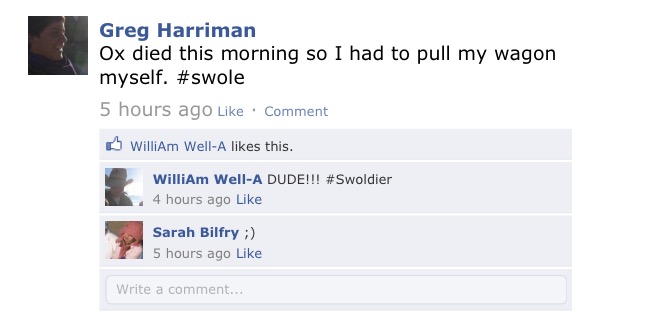 Greg Harriman
Ox died this morning so I had to pull my wagon
myself. #swole
5 hours ago Like · Comment
WilliAm Well-A likes this.
WilliAm Well-A DUDE!!! #Swoldier
4 hours ago Like
Sarah Bilfry ;)
5 hours ago Like
Write a comment...